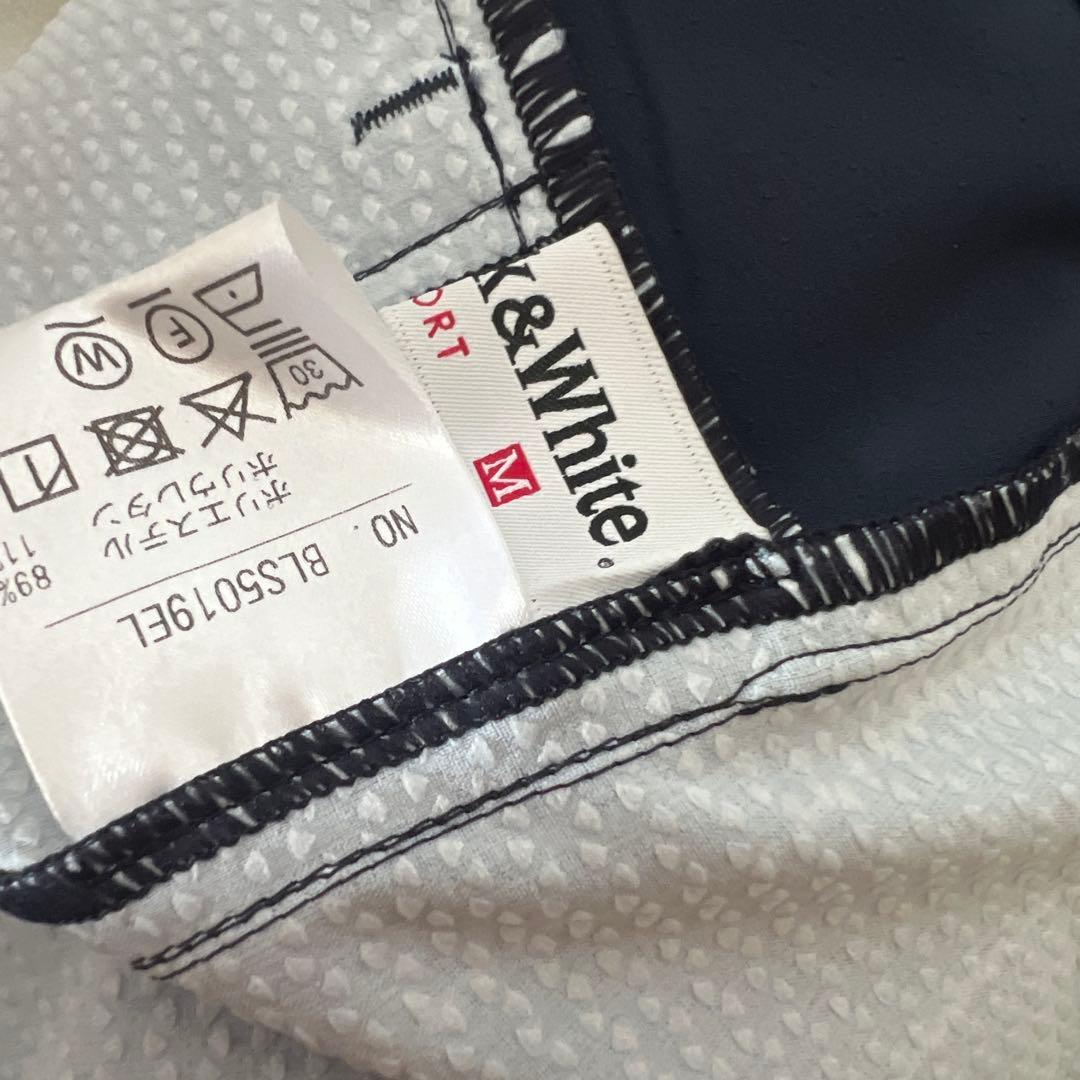 k&White.
ORT
M
NO. BLS5019EL
ポリエステル 89%
ポリウレタン 11
30
F
W